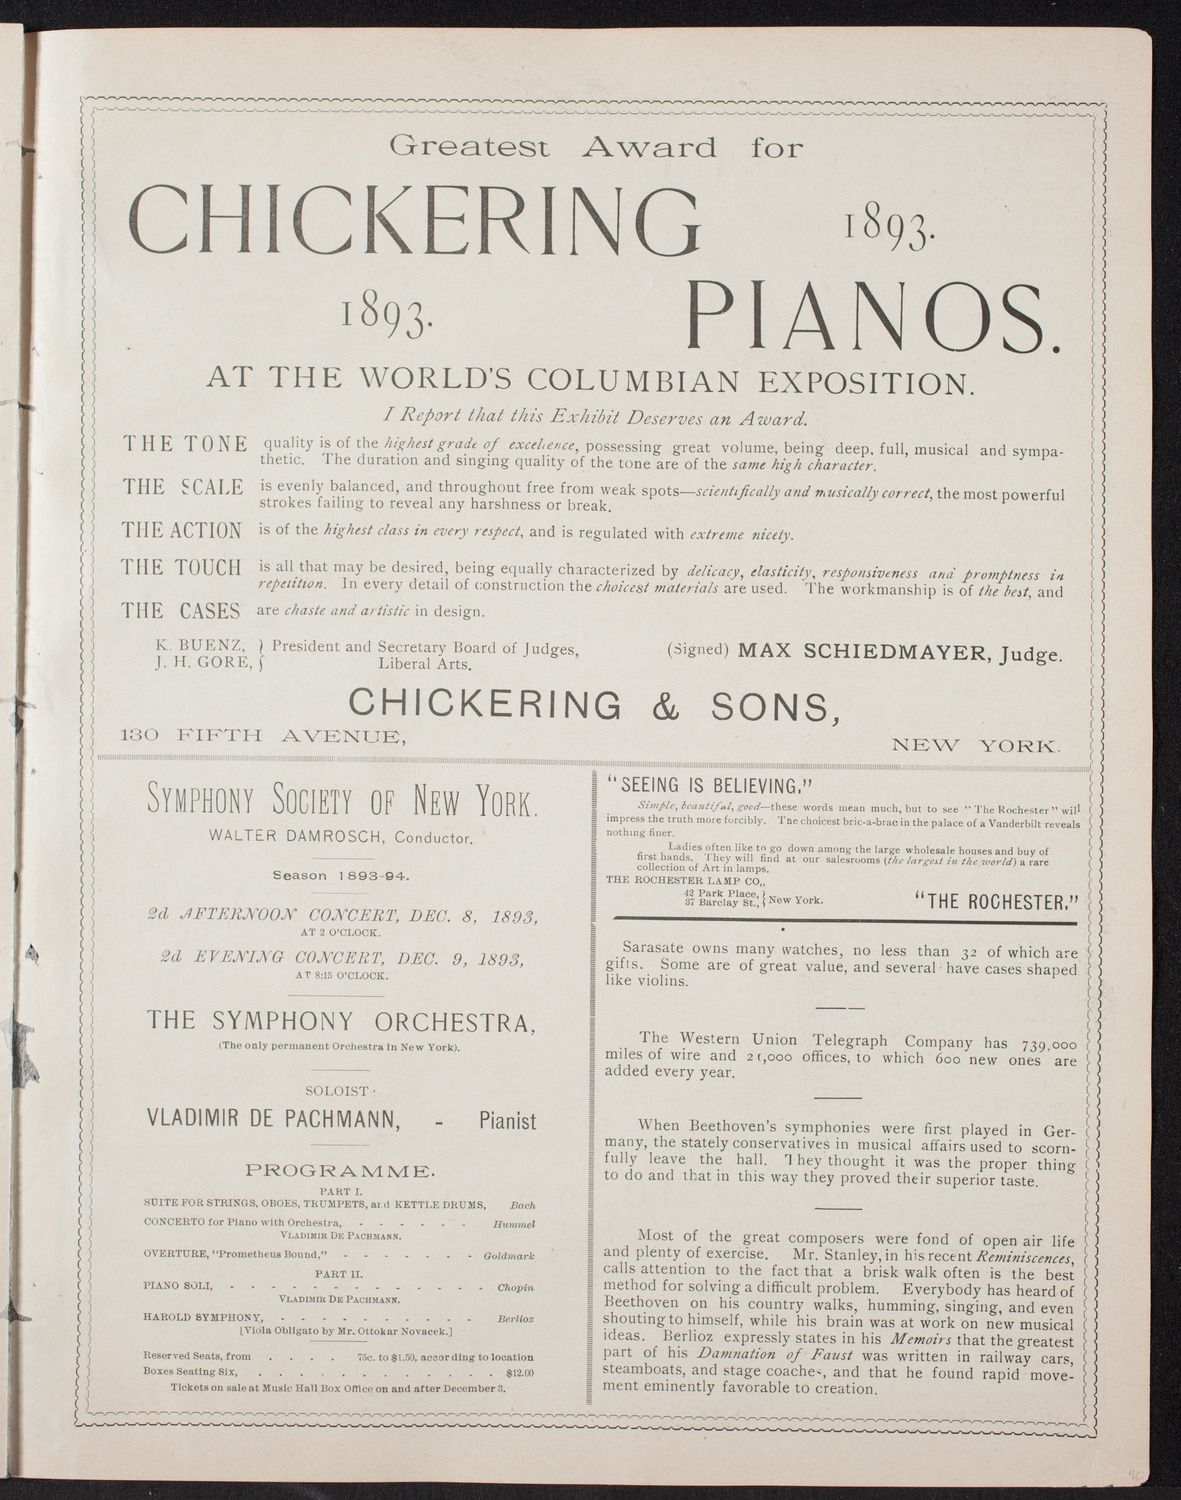 Greatest Award for
CHICKERING 1893.
1893. PIANOS.
AT THE WORLD'S COLUMBIAN EXPOSITION.
I Report that this Exhibit Deserves an Award.
THE TONE quality is of the highest grade of excellence, possessing great volume, being deep, full, musical and sympa-
thetic. The duration and singing quality of the tone are of the same high character.
THE SCALE is evenly balanced, and throughout free from weak spots—scientifically and musically correct, the most powerful
strokes failing to reveal any harshness or break.
THE ACTION is of the highest class in every respect, and is regulated with extreme nicety.
THE TOUCH is all that may be desired, being equally characterized by delicacy, elasticity, responsiveness and promptness in
repetition. In every detail of construction the choicest materials are used. The workmanship is of the best, and
THE CASES are chaste and artistic in design.
K. BUENZ, } President and Secretary Board of Judges,
J. H. GORE, } Liberal Arts.
(Signed) MAX SCHIEDMAYER, Judge.
CHICKERING & SONS,
130 FIFTH AVENUE,
NEW YORK.
SYMPHONY SOCIETY OF NEW YORK.
WALTER DAMROSCH, Conductor.
Season 1893-94.
2d AFTERNOON CONCERT, DEC. 8, 1893,
AT 2 O'CLOCK.
2d EVENING CONCERT, DEC. 9, 1893,
AT 8:15 O'CLOCK.
THE SYMPHONY ORCHESTRA,
(The only permanent Orchestra in New York).
SOLOIST:
VLADIMIR DE PACHMANN, - Pianist
PROGRAMME.
PART I.
SUITE FOR STRINGS, OBOES, TRUMPETS, and KETTLE DRUMS, Bach
CONCERTO for Piano with Orchestra, - - - - - - Hummel
VLADIMIR DE PACHMANN.
OVERTURE, "Prometheus Bound," - - - - - - - Goldmark
PART II.
PIANO SOLI, - - - - - - - - - - - - Chopin
VLADIMIR DE PACHMANN.
HAROLD SYMPHONY, - - - - - - - - - - Berlioz
[Viola Obligato by Mr. Ottokar Novacek.]
Reserved Seats, from . . . . 75c. to $1.50, according to location
Boxes Seating Six, . . . . . . . . . . . . $12.00
Tickets on sale at Music Hall Box Office on and after December 3.
"SEEING IS BELIEVING."
Simple, beautiful, good—these words mean much, but to see "The Rochester" will
impress the truth more forcibly. The choicest bric-a-brac in the palace of a Vanderbilt reveals
nothing finer.
Ladies often like to go down among the large wholesale houses and buy of
first hands. They will find at our salesrooms (the largest in the world) a rare
collection of Art in lamps.
THE ROCHESTER LAMP CO.,
42 Park Place, }
37 Barclay St., } New York.
"THE ROCHESTER."
Sarasate owns many watches, no less than 32 of which are
gifts. Some are of great value, and several have cases shaped
like violins.
The Western Union Telegraph Company has 739,000
miles of wire and 21,000 offices, to which 600 new ones are
added every year.
When Beethoven's symphonies were first played in Ger-
many, the stately conservatives in musical affairs used to scorn-
fully leave the hall. They thought it was the proper thing
to do and that in this way they proved their superior taste.
Most of the great composers were fond of open air life
and plenty of exercise. Mr. Stanley, in his recent Reminiscences,
calls attention to the fact that a brisk walk often is the best
method for solving a difficult problem. Everybody has heard of
Beethoven on his country walks, humming, singing, and even
shouting to himself, while his brain was at work on new musical
ideas. Berlioz expressly states in his Memoirs that the greatest
part of his Damnation of Faust was written in railway cars,
steamboats, and stage coaches, and that he found rapid move-
ment eminently favorable to creation.